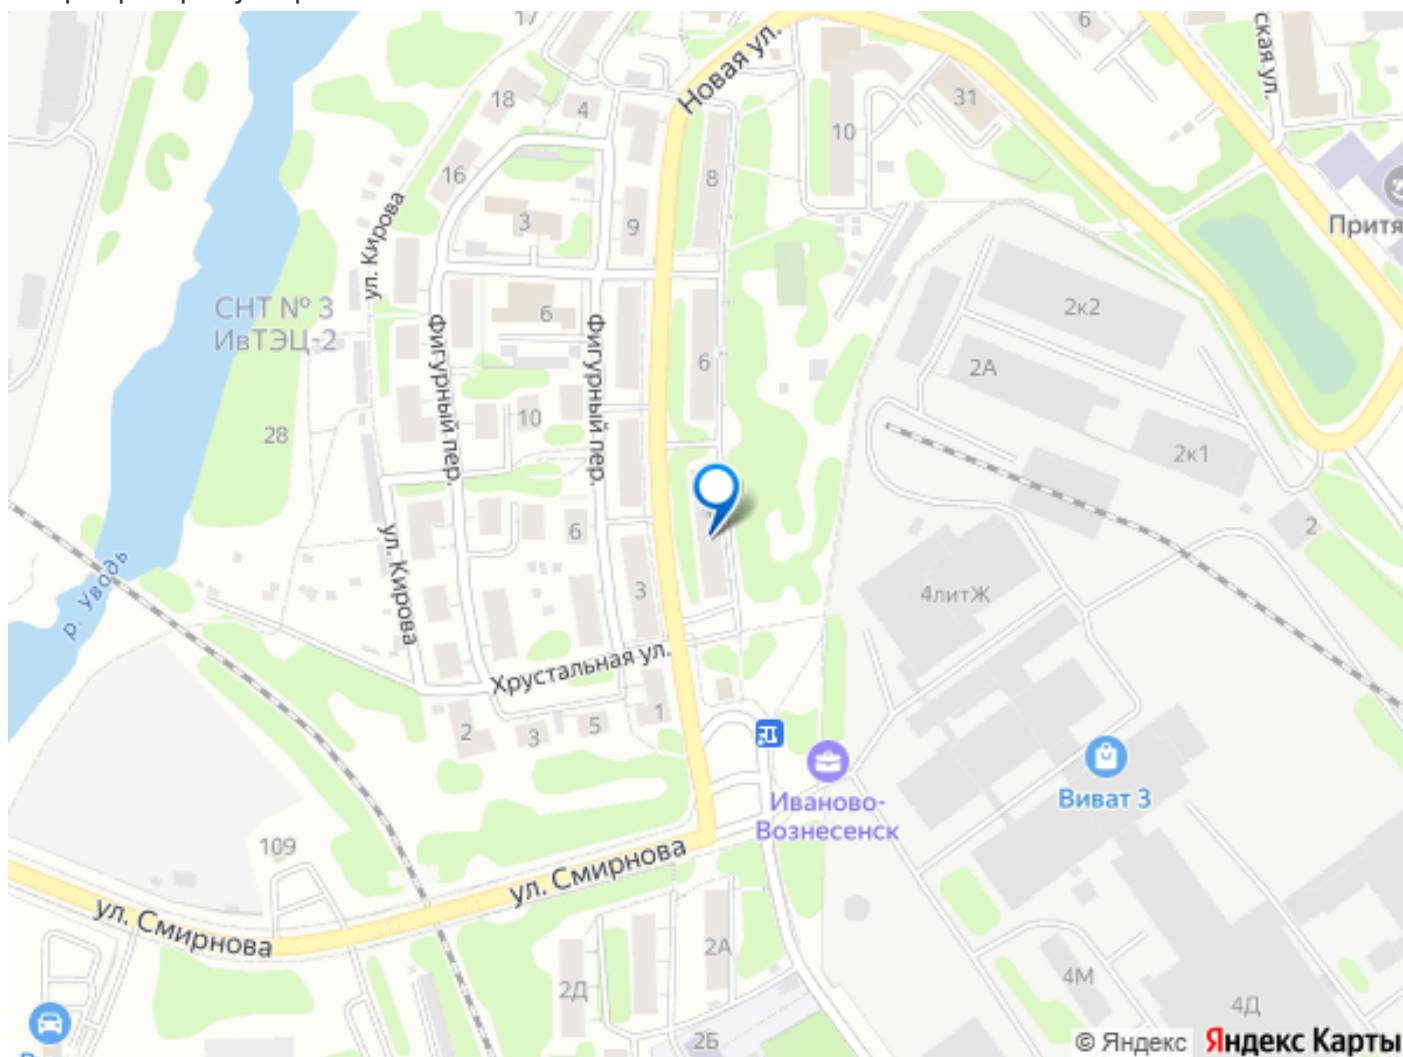 17
6
ская ул.
Новая ул.
18
4
31
10
16
8
Притя
3
9
ул. Кирова
СНТ № 3
ИвТЭЦ-2
6
2к2
Фигурный пер.
Фигурный пер.
6
2А
10
28
2к1
6
2
ул. Кирова
р. Уводь
3
4литЖ
Хрустальная ул.
1
2
3
5
Иваново-
Вознесенск
Виват 3
109
ул. Смирнова
ул. Смирнова
2А
4М
2Д
4Д
2Б
© Яндекс Яндекс Карты